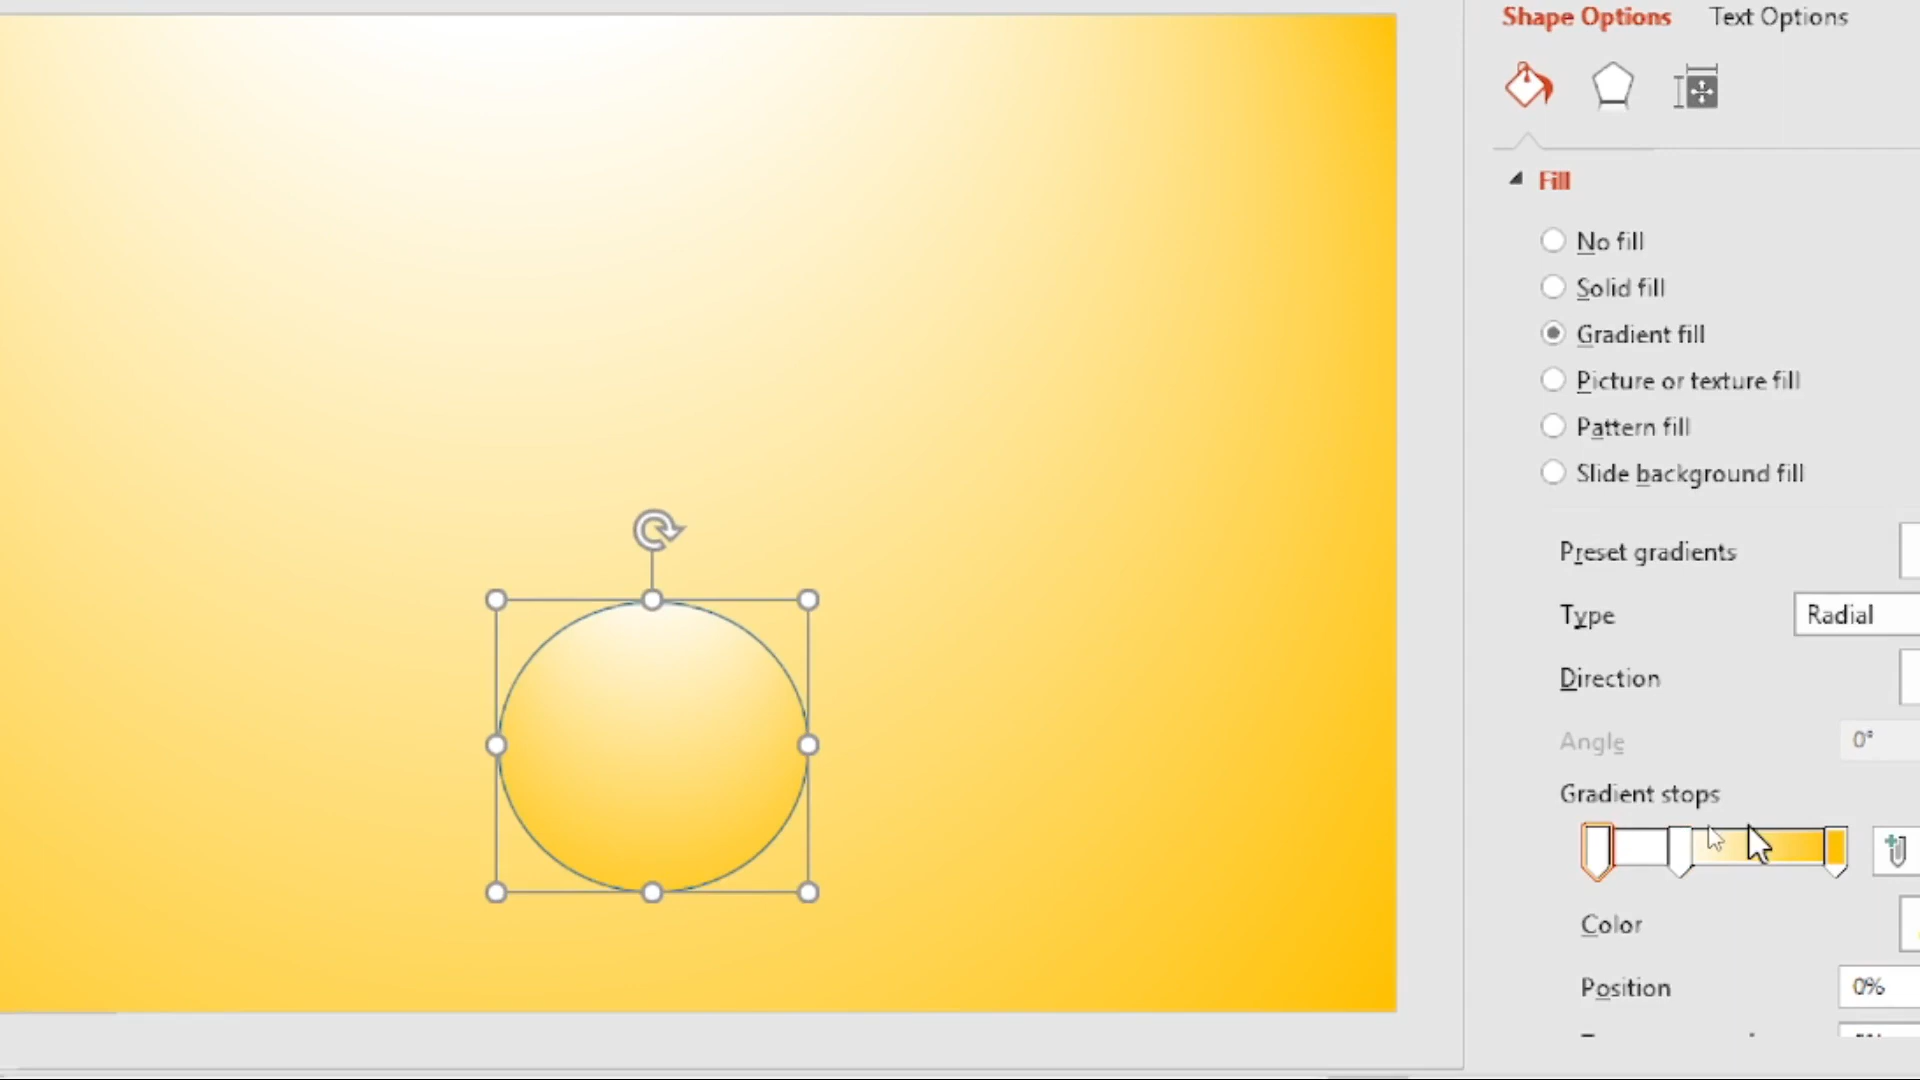 Shape Options Text Options
Fill
No fill
Solid fill
Gradient fill
Picture or texture fill
Pattern fill
Slide background fill
Preset gradients
Type Radial
Direction
Angle 0°
Gradient stops
Color
Position 0%